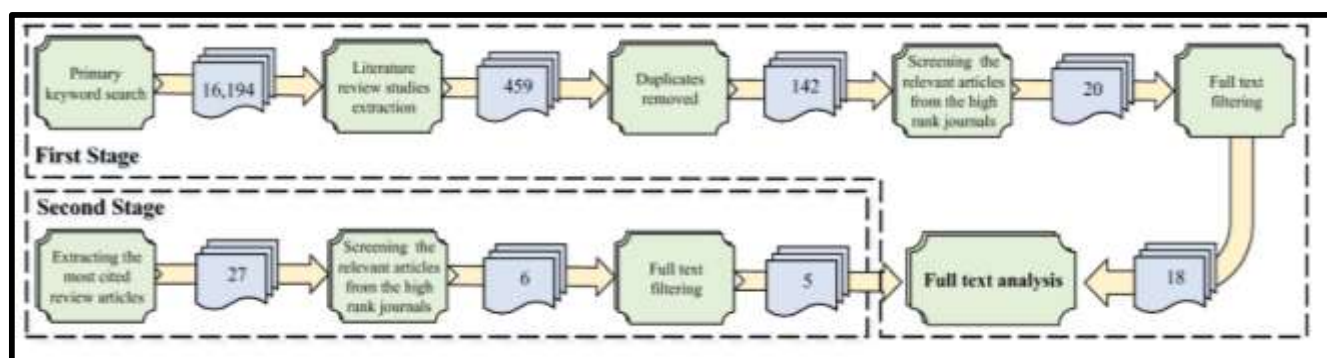 Primary
keyword search
16,194
Literature
review studies
extraction
459
Duplicates
removed
142
Screening the
relevant articles
from the high
rank journals
20
Full text
filtering
First Stage
Second Stage
Extracting the
most cited
review articles
27
Screening the
relevant articles
from the high
rank journals
6
Full text
filtering
5
Full text analysis
18